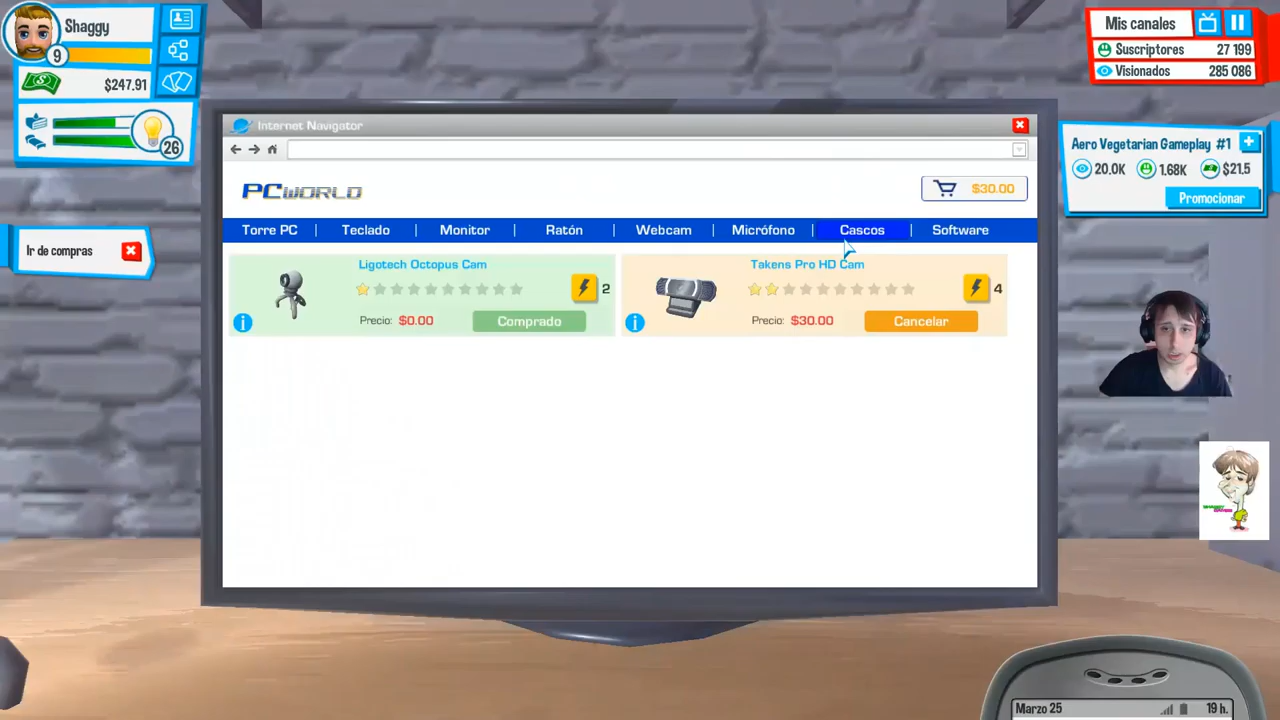 Shaggy
9
$247.91
26
Ir de compras
Mis canales
Suscriptores 27 199
Visionados 285 086
Aero Vegetarian Gameplay #1
20.0K 1.68K $21.5
Promocionar
Internet Navigator
PCWORLD
$30.00
Torre PC | Teclado | Monitor | Ratón | Webcam | Micrófono | Cascos | Software
Ligotech Octopus Cam
2
Precio: $0.00 Comprado
Takens Pro HD Cam
4
Precio: $30.00 Cancelar
Marzo 25 19 h.